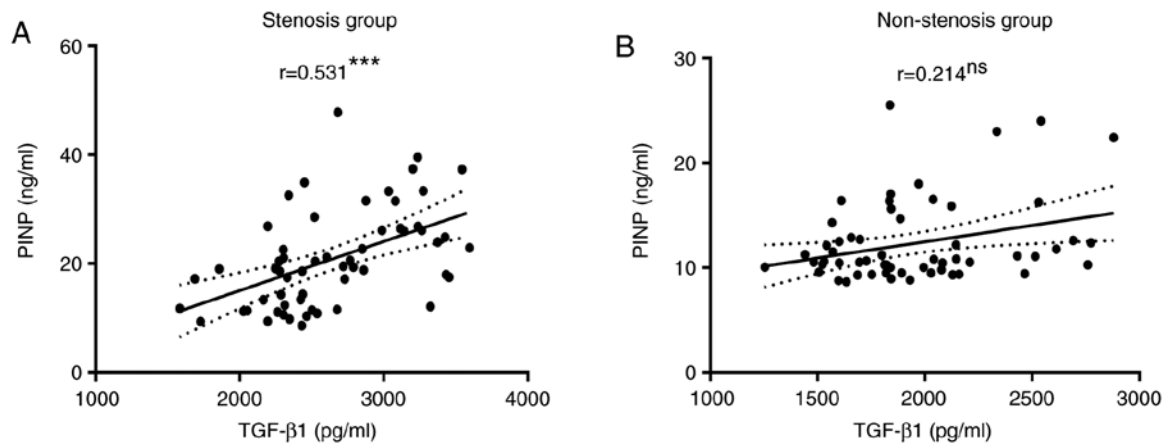 A
Stenosis group
r=0.531***
PINP (ng/ml)
60
40
20
0
1000
2000
3000
4000
TGF-β1 (pg/ml)
B
Non-stenosis group
r=0.214ns
PINP (ng/ml)
30
20
10
0
1000
1500
2000
2500
3000
TGF-β1 (pg/ml)